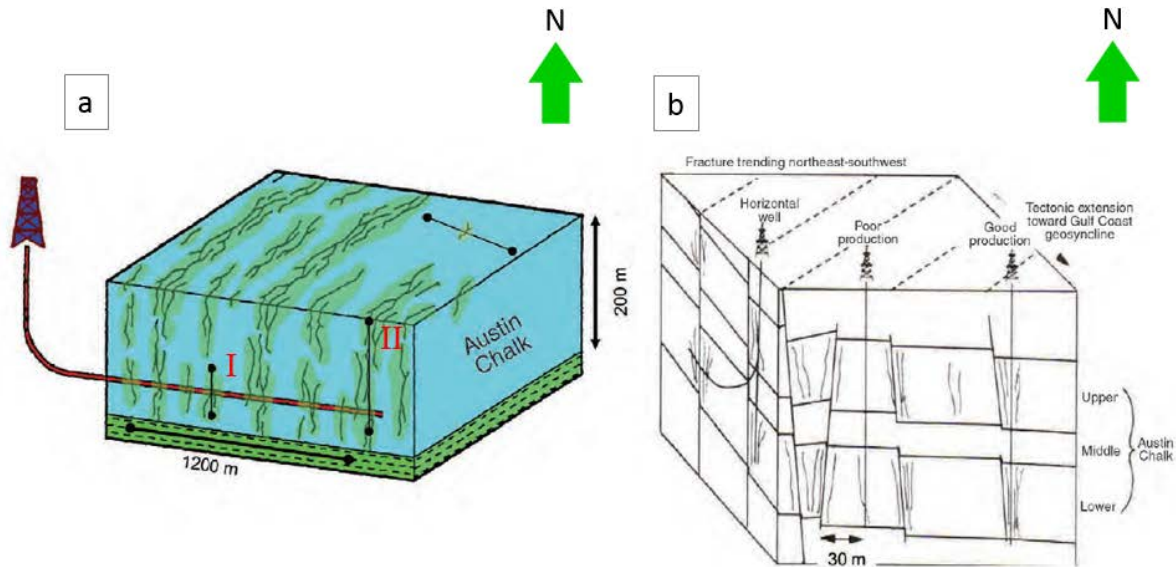 N
a
I
II
200 m
Austin
Chalk
1200 m
N
b
Fracture trending northeast-southwest
Horizontal
well
Poor
production
Good
production
Tectonic extension
toward Gulf Coast
geosyncline
Upper
Middle
Lower
Austin
Chalk
30 m